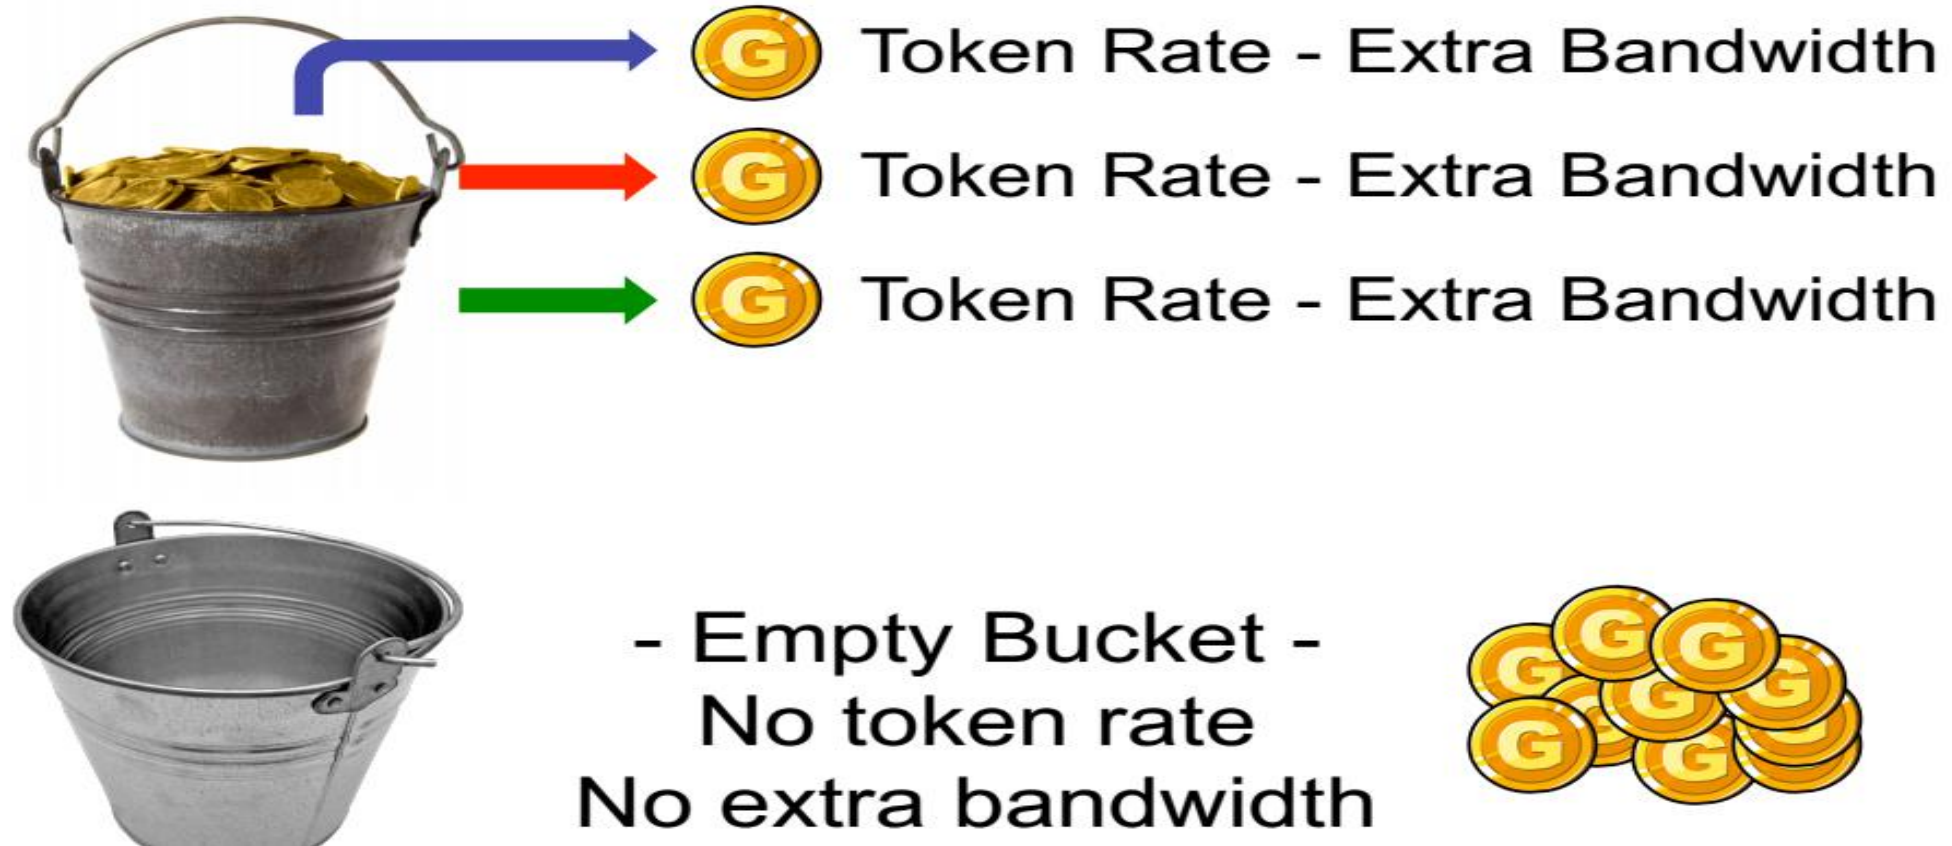 G Token Rate - Extra Bandwidth
G Token Rate - Extra Bandwidth
G Token Rate - Extra Bandwidth
- Empty Bucket -
No token rate
No extra bandwidth
G G G G G G G G G